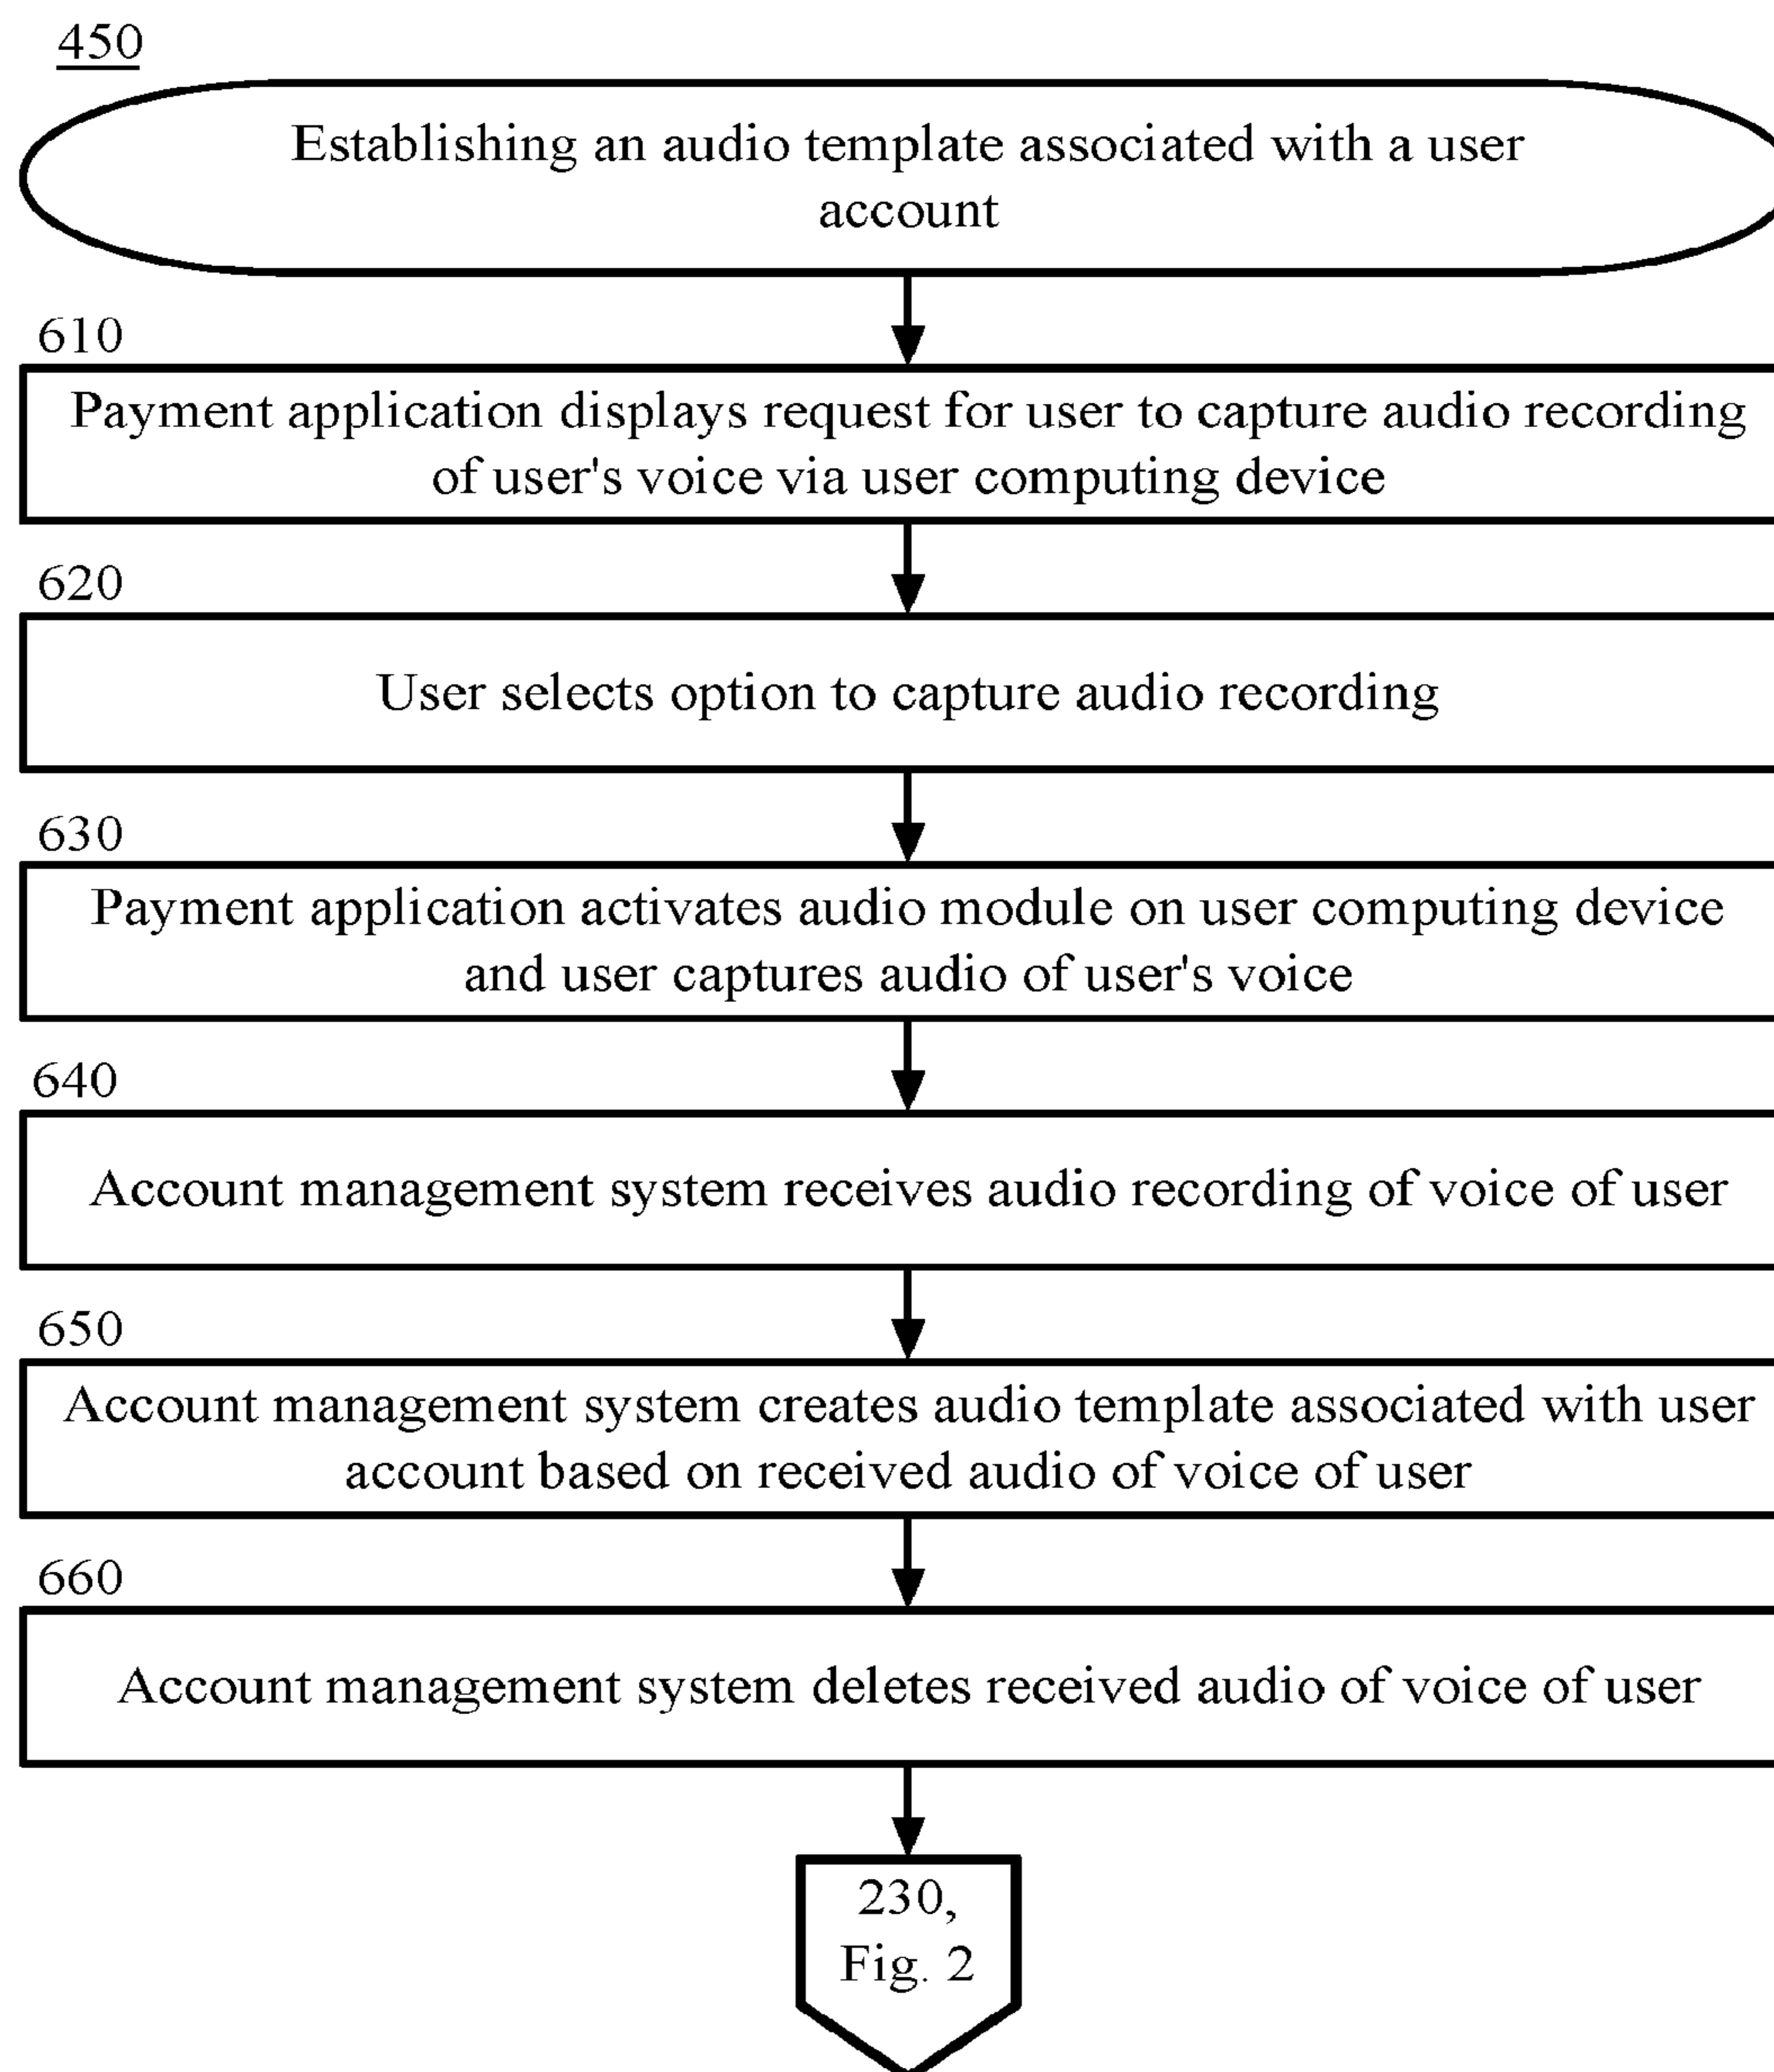 450
Establishing an audio template associated with a user
account
610
Payment application displays request for user to capture audio recording
of user's voice via user computing device
620
User selects option to capture audio recording
630
Payment application activates audio module on user computing device
and user captures audio of user's voice
640
Account management system receives audio recording of voice of user
650
Account management system creates audio template associated with user
account based on received audio of voice of user
660
Account management system deletes received audio of voice of user
230,
Fig. 2